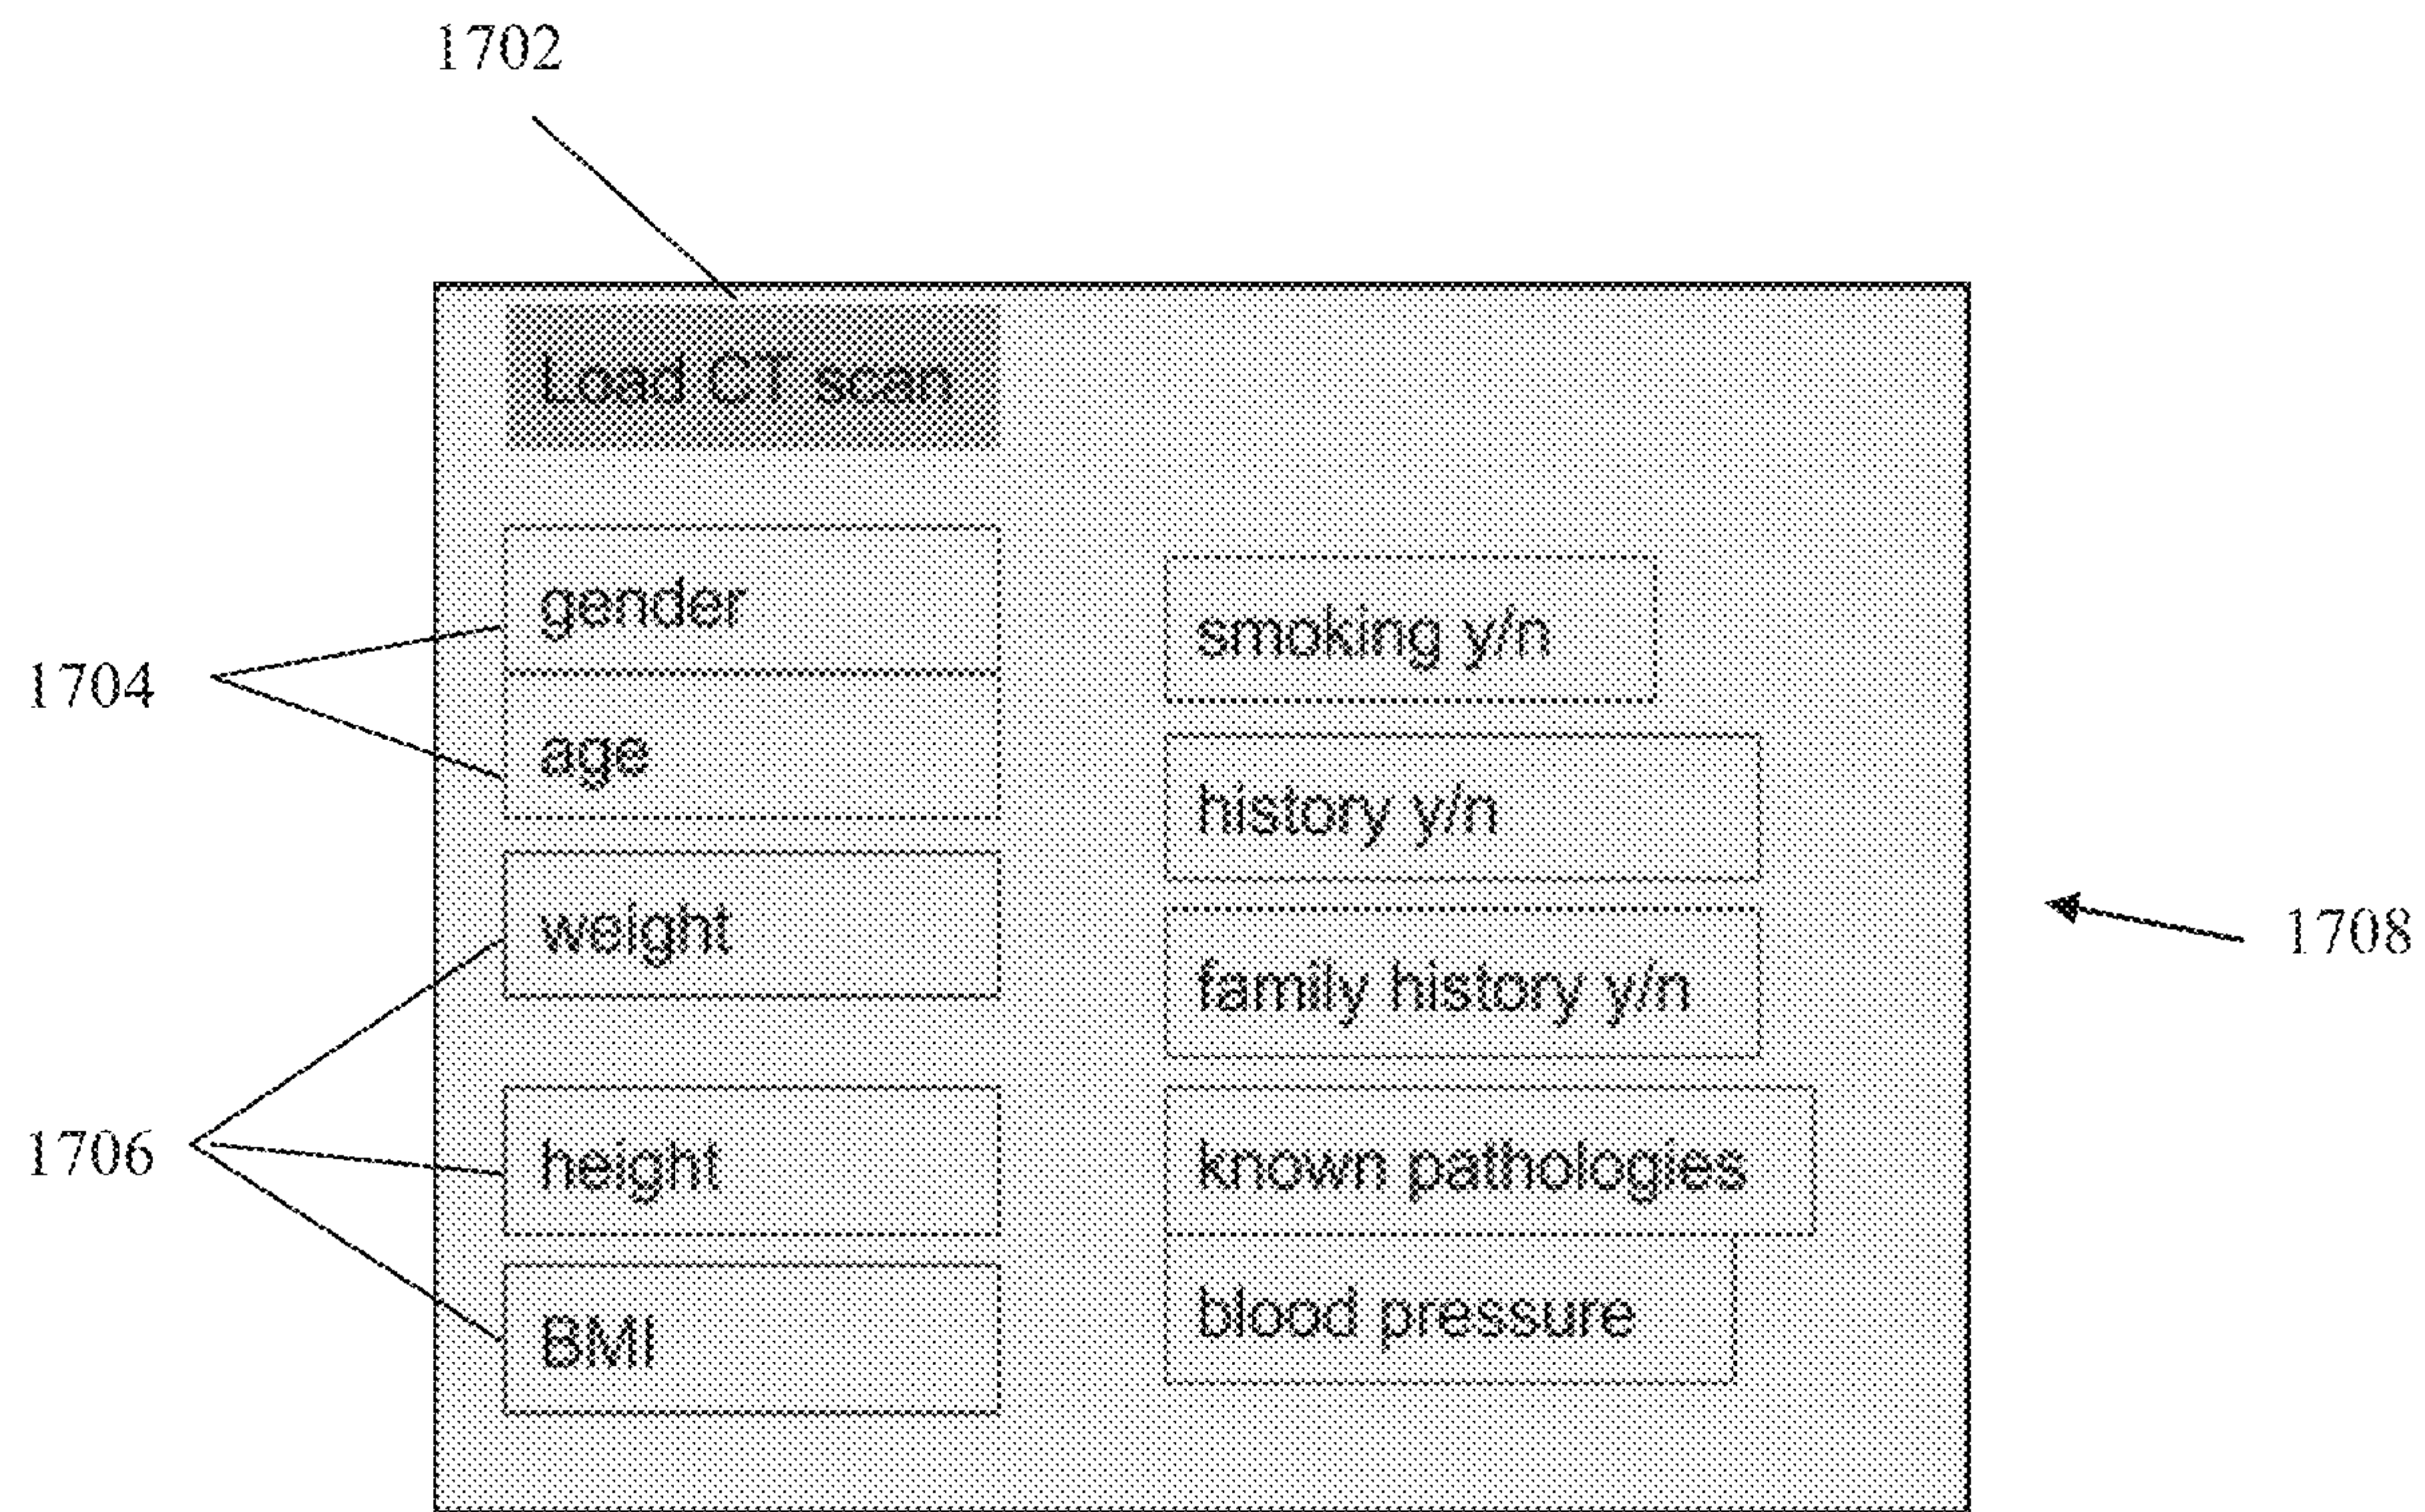 1702
Load CT scan
gender
smoking y/n
1704
age
history y/n
weight
1708
family history y/n
1706
height
known pathologies
BMI
blood pressure